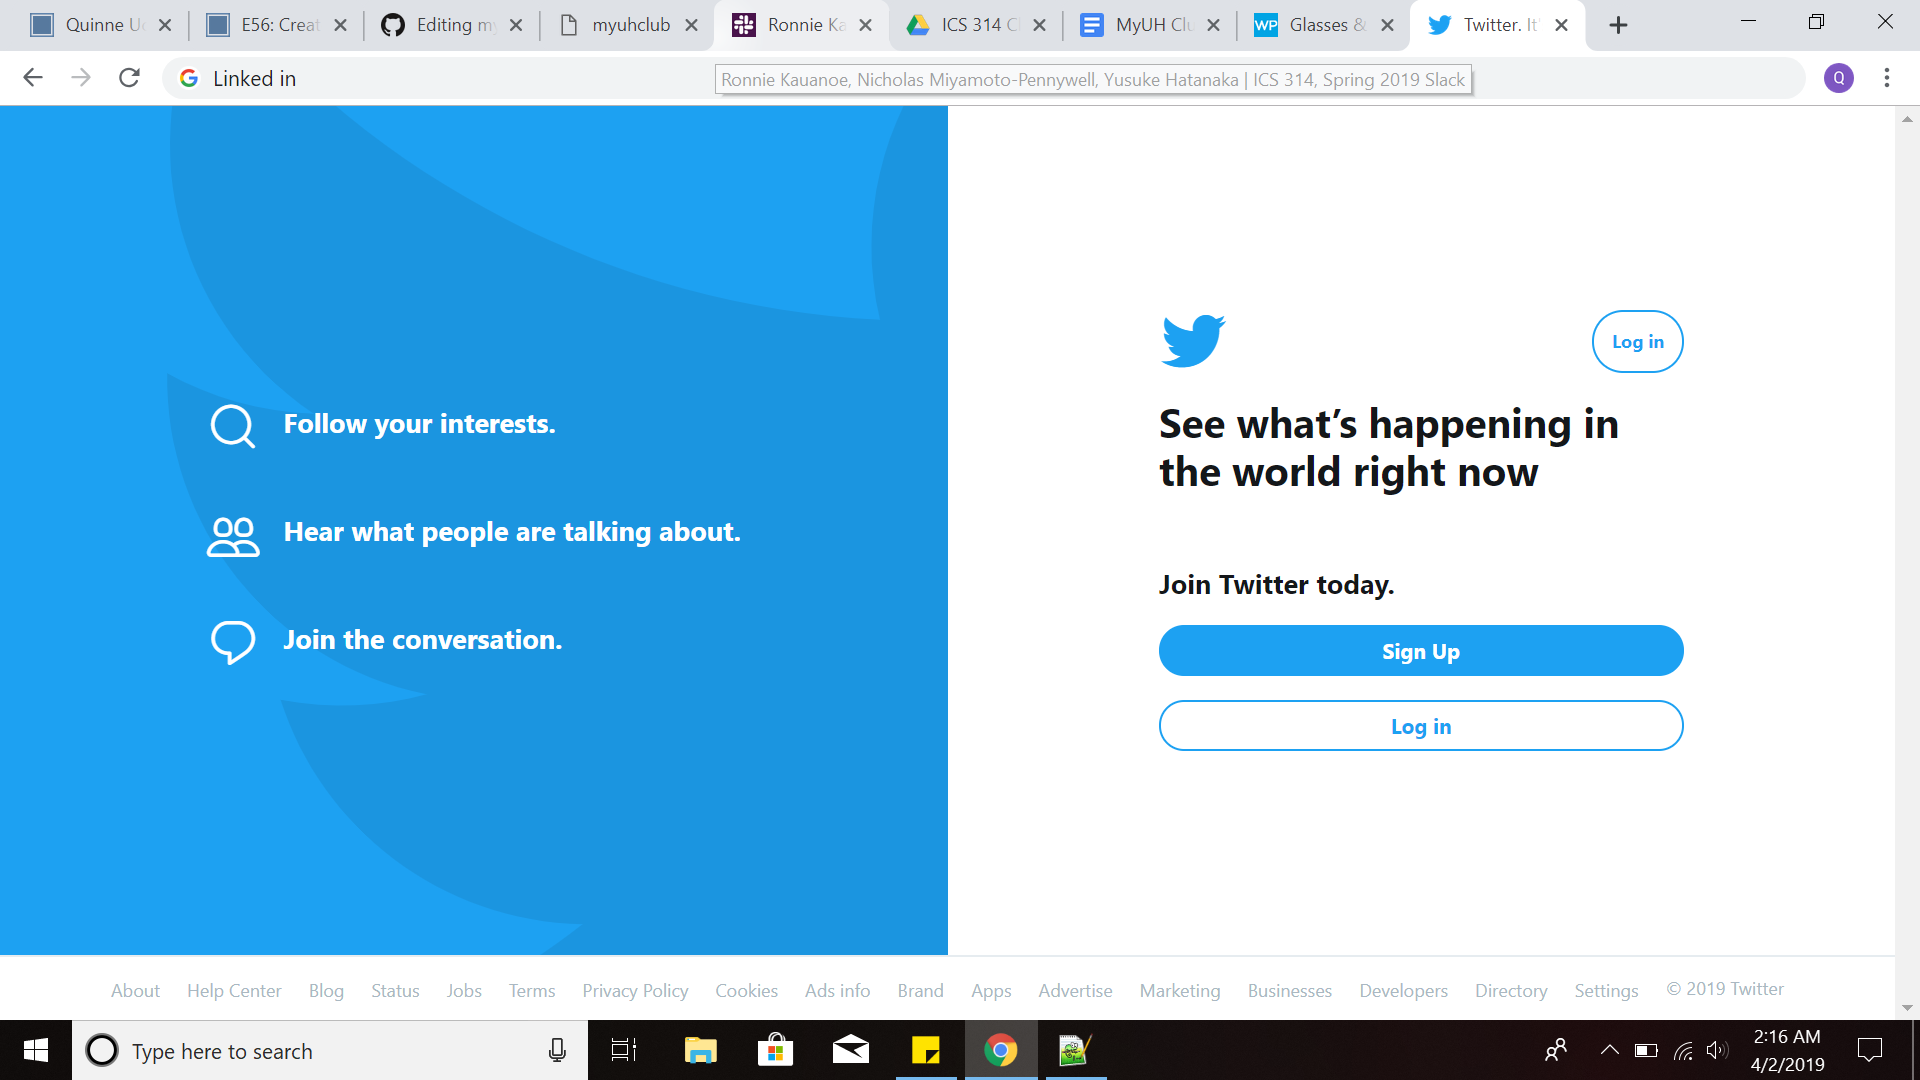 Quinne Uc
E56: Creat
Editing my
myuhclub
Ronnie Ka
ICS 314 Cl
MyUH Clu
WP
Glasses &
Twitter. It'
Linked in
Ronnie Kauanoe, Nicholas Miyamoto-Pennywell, Yusuke Hatanaka | ICS 314, Spring 2019 Slack
Q
Follow your interests.
Hear what people are talking about.
Join the conversation.
Log in
See what’s happening in
the world right now
Join Twitter today.
Sign Up
Log in
About Help Center Blog Status Jobs Terms Privacy Policy Cookies Ads info Brand Apps Advertise Marketing Businesses Developers Directory Settings © 2019 Twitter
Type here to search
2:16 AM
4/2/2019